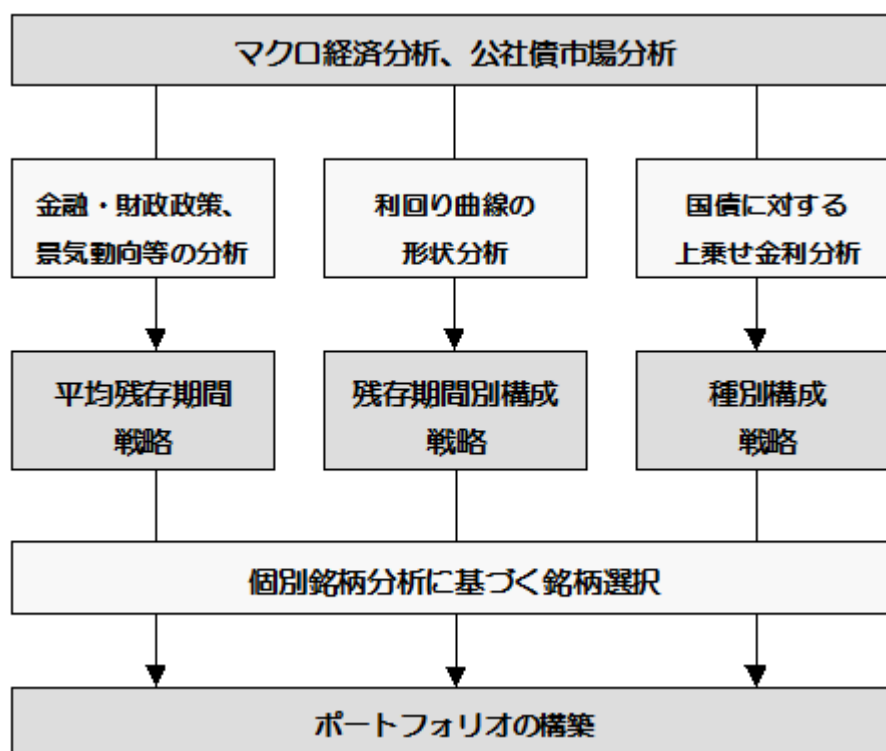 マクロ経済分析、公社債市場分析
金融・財政政策、
景気動向等の分析
利回り曲線の
形状分析
国債に対する
上乗せ金利分析
平均残存期間
戦略
残存期間別構成
戦略
種別構成
戦略
個別銘柄分析に基づく銘柄選択
ポートフォリオの構築